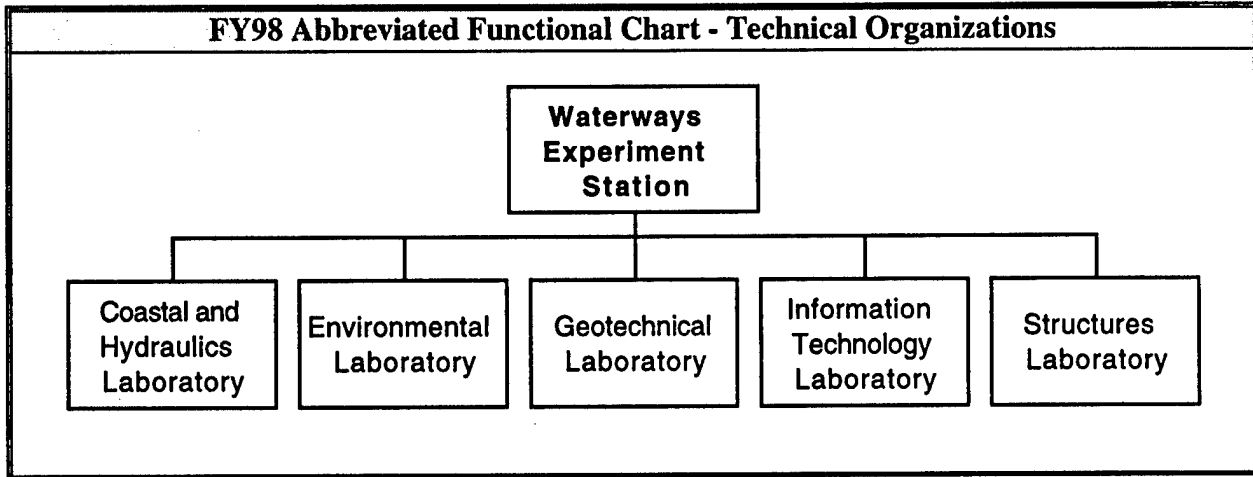 FY98 Abbreviated Functional Chart - Technical Organizations
Waterways
Experiment
Station
Coastal and
Hydraulics
Laboratory
Environmental
Laboratory
Geotechnical
Laboratory
Information
Technology
Laboratory
Structures
Laboratory